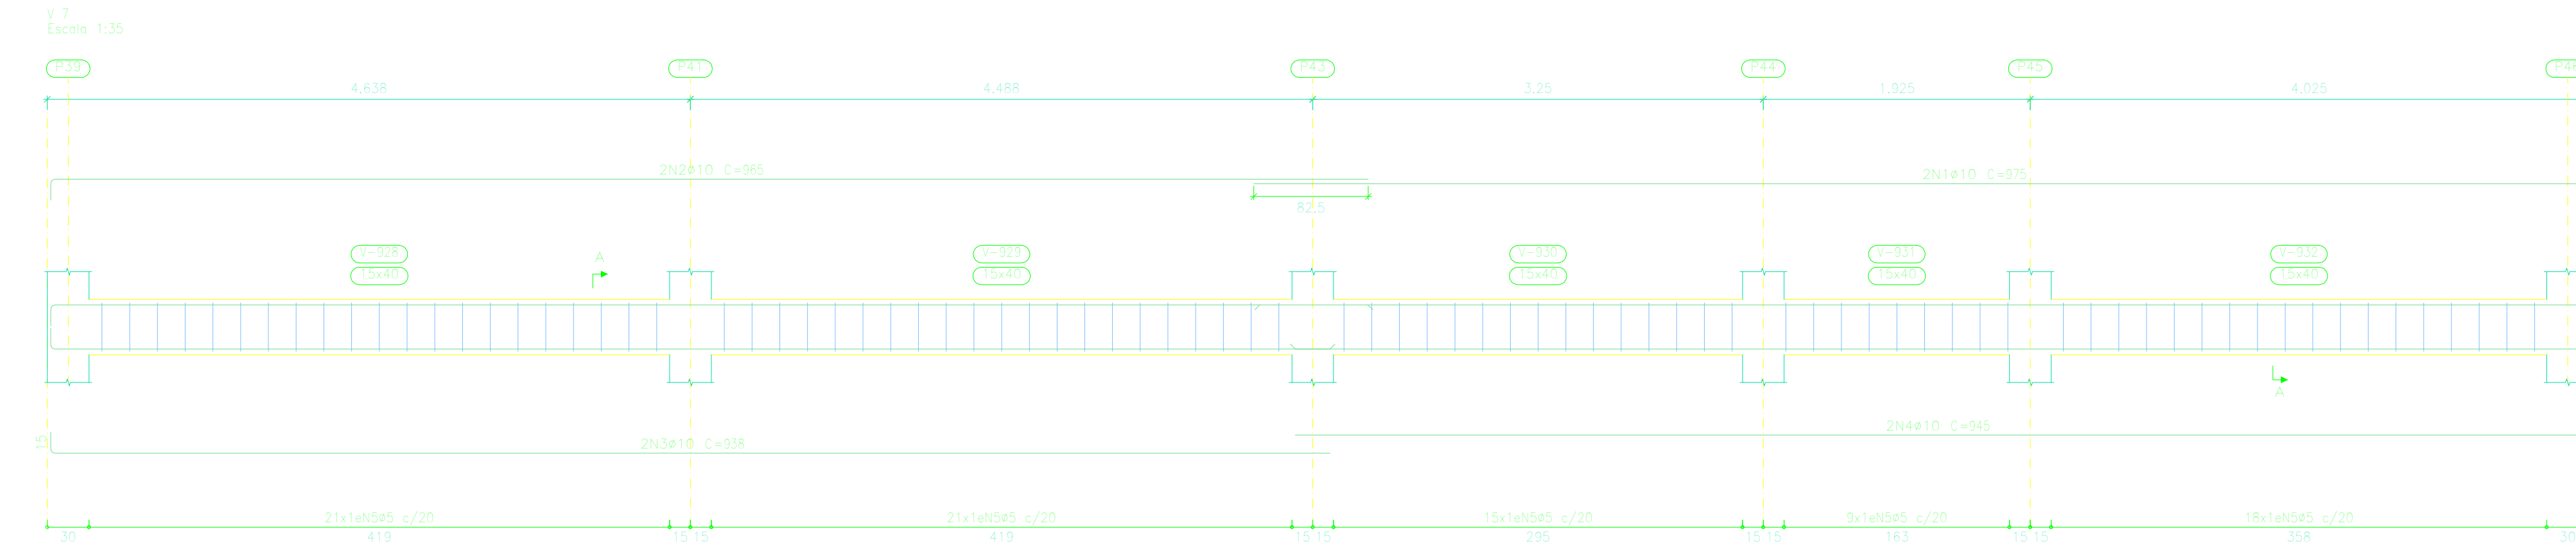 V 7
Escala 1:35
P39 P41 P43 P44 P45 P46
4.638 4.488 3.25 1.925 4.025
2N2ø10 C=965
2N1ø10 C=975
82.5
V-928 V-929 V-930 V-931 V-932
15x40 15x40 15x40 15x40 15x40
A
A
2N4ø10 C=945
15
2N3ø10 C=938
21x1eN5ø5 c/20 21x1eN5ø5 c/20 15x1eN5ø5 c/20 9x1eN5ø5 c/20 18x1eN5ø5 c/20
30 419 15 15 419 15 15 295 15 15 163 15 15 358 30